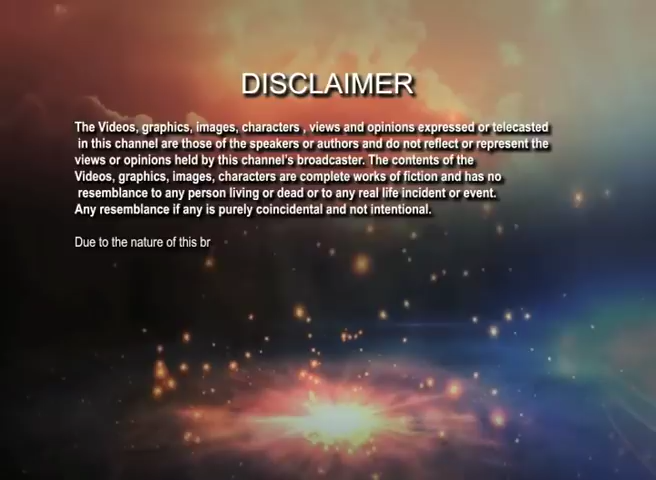 DISCLAIMER
The Videos, graphics, images, characters , views and opinions expressed or telecasted
in this channel are those of the speakers or authors and do not reflect or represent the
views or opinions held by this channel's broadcaster. The contents of the
Videos, graphics, images, characters are complete works of fiction and has no
resemblance to any person living or dead or to any real life incident or event.
Any resemblance if any is purely coincidental and not intentional.
Due to the nature of this br